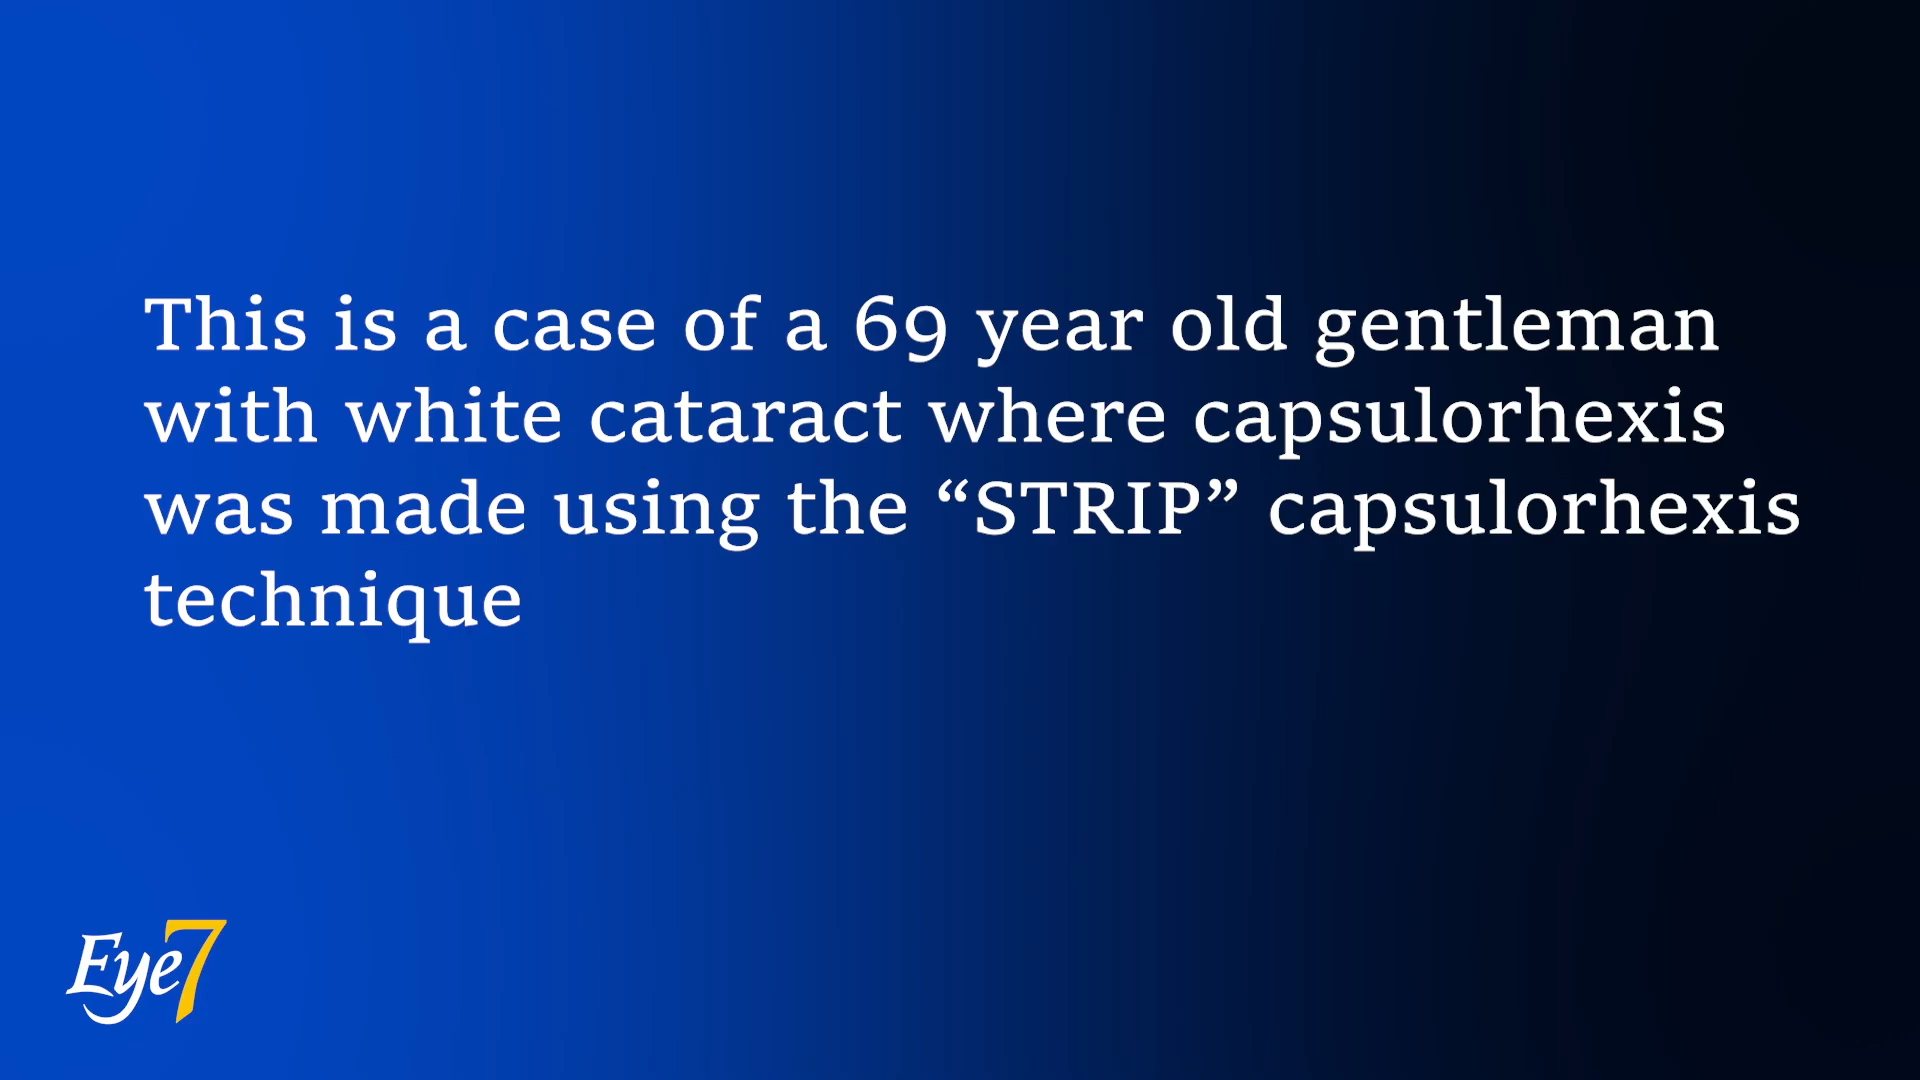 This is a case of a 69 year old gentleman
with white cataract where capsulorhexis
was made using the “STRIP” capsulorhexis
technique
Eye7